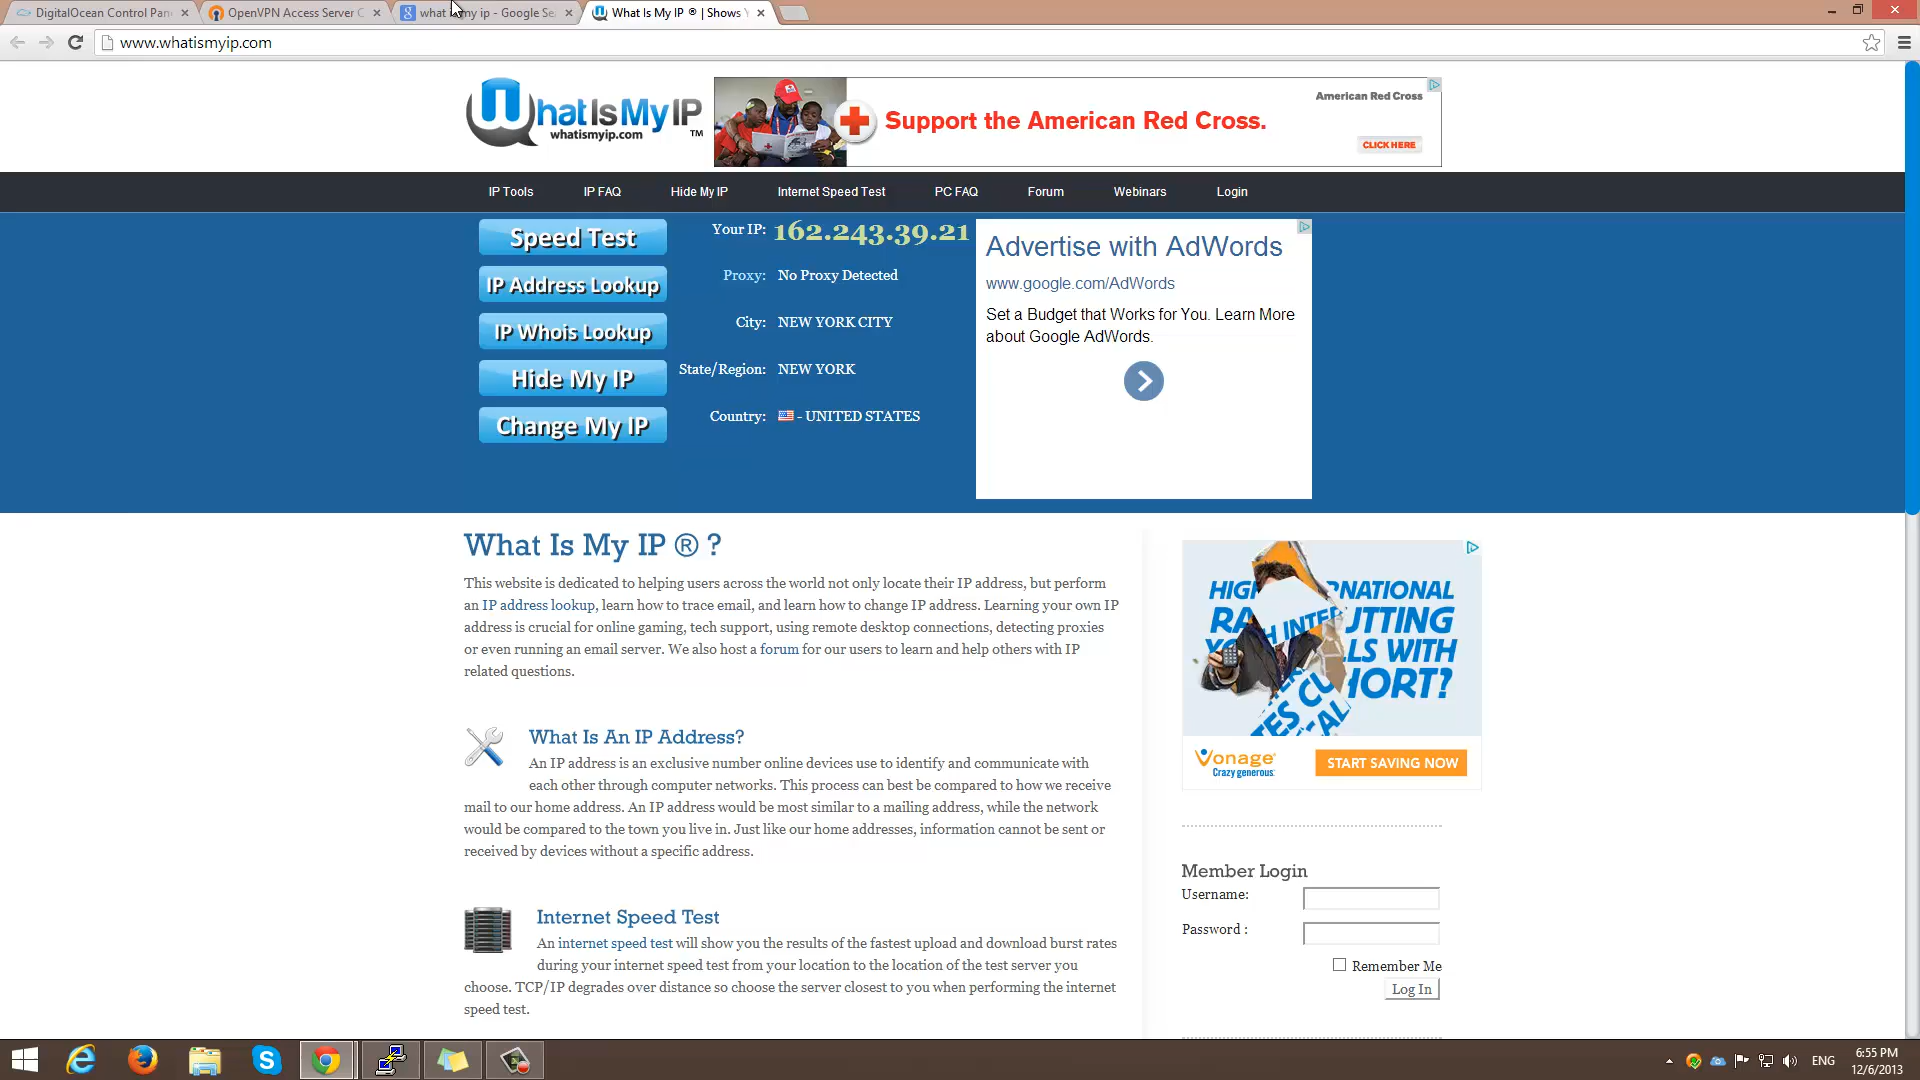 DigitalOcean Control Pan
OpenVPN Access Server C
what my ip - Google Se
What Is My IP ® | Shows Y
www.whatismyip.com
WhatIsMyIP
whatismyip.com
TM
Support the American Red Cross.
American Red Cross
CLICK HERE
IP Tools
IP FAQ
Hide My IP
Internet Speed Test
PC FAQ
Forum
Webinars
Login
Speed Test
IP Address Lookup
IP Whois Lookup
Hide My IP
Change My IP
Your IP: 162.243.39.21
Proxy: No Proxy Detected
City: NEW YORK CITY
State/Region: NEW YORK
Country: - UNITED STATES
Advertise with AdWords
www.google.com/AdWords
Set a Budget that Works for You. Learn More
about Google AdWords.
What Is My IP ® ?
This website is dedicated to helping users across the world not only locate their IP address, but perform
an IP address lookup, learn how to trace email, and learn how to change IP address. Learning your own IP
address is crucial for online gaming, tech support, using remote desktop connections, detecting proxies
or even running an email server. We also host a forum for our users to learn and help others with IP
related questions.
What Is An IP Address?
An IP address is an exclusive number online devices use to identify and communicate with
each other through computer networks. This process can best be compared to how we receive
mail to our home address. An IP address would be most similar to a mailing address, while the network
would be compared to the town you live in. Just like our home addresses, information cannot be sent or
received by devices without a specific address.
Internet Speed Test
An internet speed test will show you the results of the fastest upload and download burst rates
during your internet speed test from your location to the location of the test server you
choose. TCP/IP degrades over distance so choose the server closest to you when performing the internet
speed test.
VONAGE
Crazy generous.
START SAVING NOW
Member Login
Username:
Password :
Remember Me
Log In
ENG
6:55 PM
12/6/2013